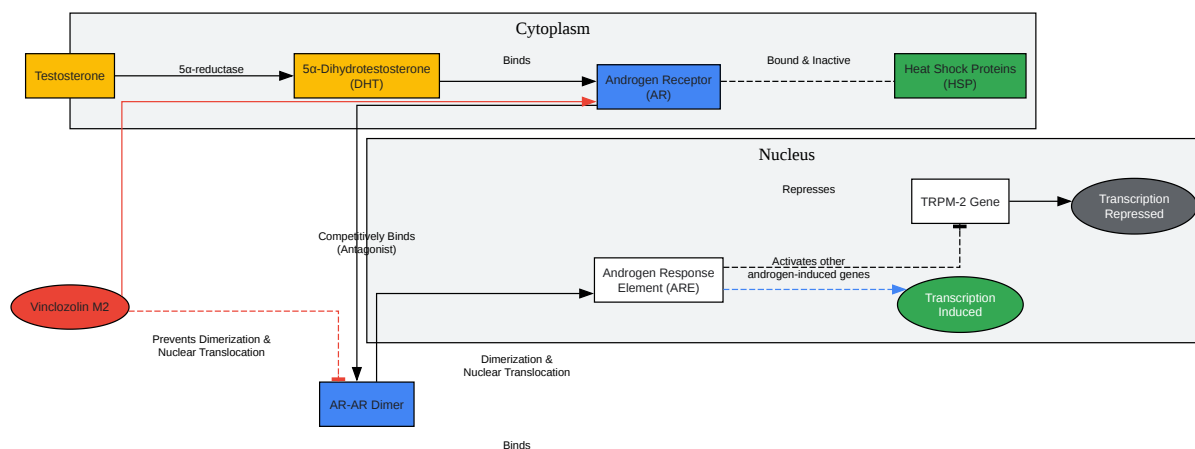 Cytoplasm
Testosterone
5α-reductase
5α-Dihydrotestosterone
(DHT)
Binds
Androgen Receptor
(AR)
Bound & Inactive
Heat Shock Proteins
(HSP)
Nucleus
Represses
TRPM-2 Gene
Transcription
Repressed
Competitively Binds
(Antagonist)
Androgen Response
Element (ARE)
Activates other
androgen-induced genes
Transcription
Induced
Vinclozolin M2
Prevents Dimerization &
Nuclear Translocation
Dimerization &
Nuclear Translocation
AR-AR Dimer
Binds